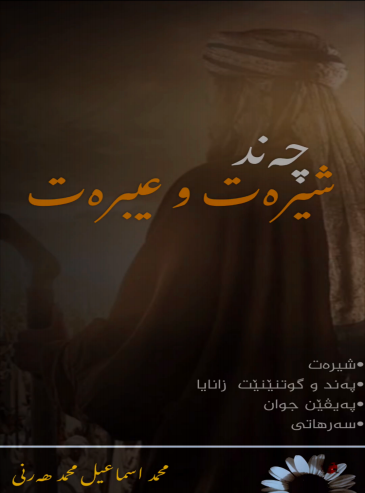 چەند
شیرەت و عیبرەت
•شیرەت
•پەند و گوتنێنێت زانایا
•پەیڤێن جوان
•سەرهاتی
محمد اسماعیل محمد هەرنی